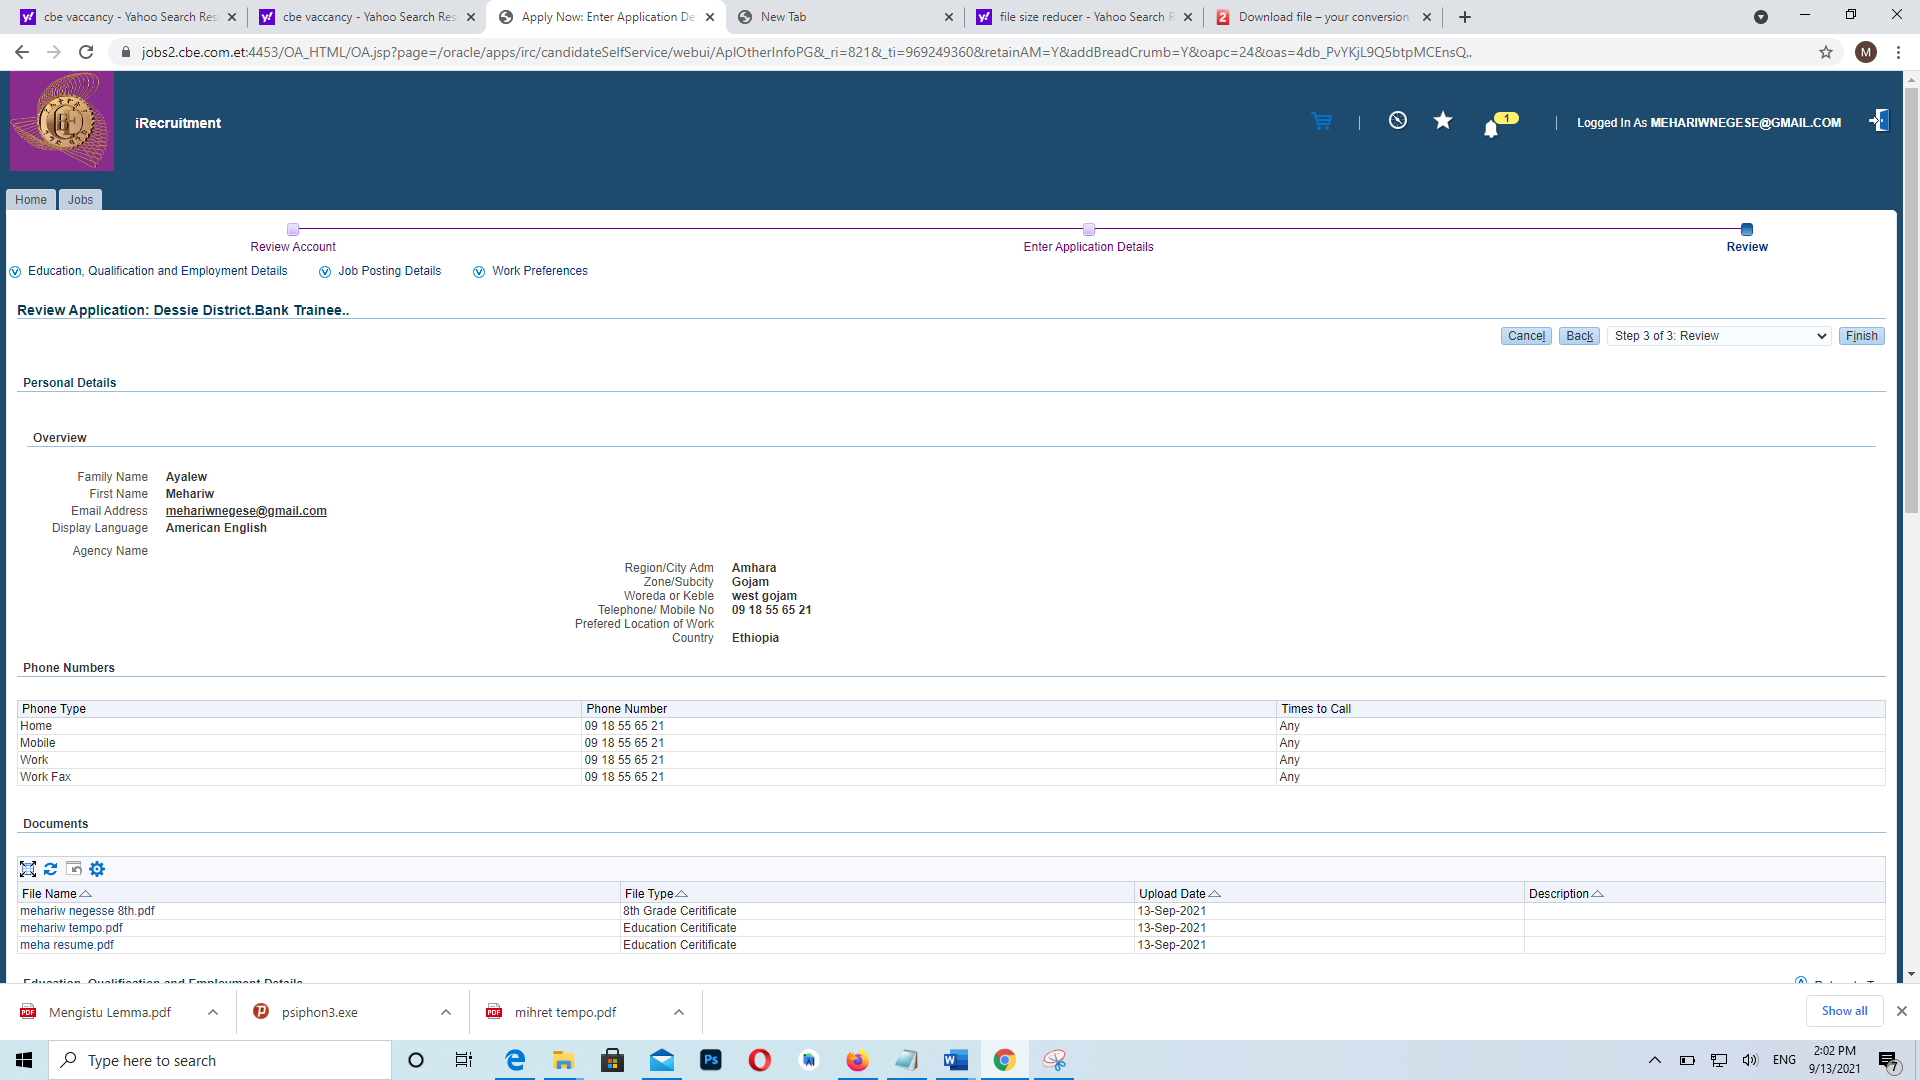 cbe vaccancy - Yahoo Search Res
cbe vaccancy - Yahoo Search Res
Apply Now: Enter Application De
New Tab
file size reducer - Yahoo Search R
Download file – your conversion
jobs2.cbe.com.et:4453/OA_HTML/OA.jsp?page=/oracle/apps/irc/candidateSelfService/webui/AplOtherInfoPG&_ri=821&_ti=969249360&retainAM=Y&addBreadCrumb=Y&oapc=24&oas=4db_PvYKjL9Q5btpMCEnsQ..
M
iRecruitment
1
Logged In As MEHARIWNEGESE@GMAIL.COM
Home
Jobs
Review Account
Enter Application Details
Review
Education, Qualification and Employment Details
Job Posting Details
Work Preferences
Review Application: Dessie District.Bank Trainee..
Cancel
Back
Step 3 of 3: Review
Finish
Personal Details
Overview
Family Name Ayalew
First Name Mehariw
Email Address mehariwnegese@gmail.com
Display Language American English
Agency Name
Region/City Adm Amhara
Zone/Subcity Gojam
Woreda or Keble west gojam
Telephone/ Mobile No 09 18 55 65 21
Prefered Location of Work
Country Ethiopia
Phone Numbers
Phone Type Phone Number Times to Call
Home 09 18 55 65 21 Any
Mobile 09 18 55 65 21 Any
Work 09 18 55 65 21 Any
Work Fax 09 18 55 65 21 Any
Documents
File Name File Type Upload Date Description
mehariw negesse 8th.pdf 8th Grade Ceritificate 13-Sep-2021
mehariw tempo.pdf Education Ceritificate 13-Sep-2021
meha resume.pdf Education Ceritificate 13-Sep-2021
Education, Qualification and Employment Details
Mengistu Lemma.pdf
psiphon3.exe
mihret tempo.pdf
Show all
Type here to search
ENG
2:02 PM
9/13/2021
7